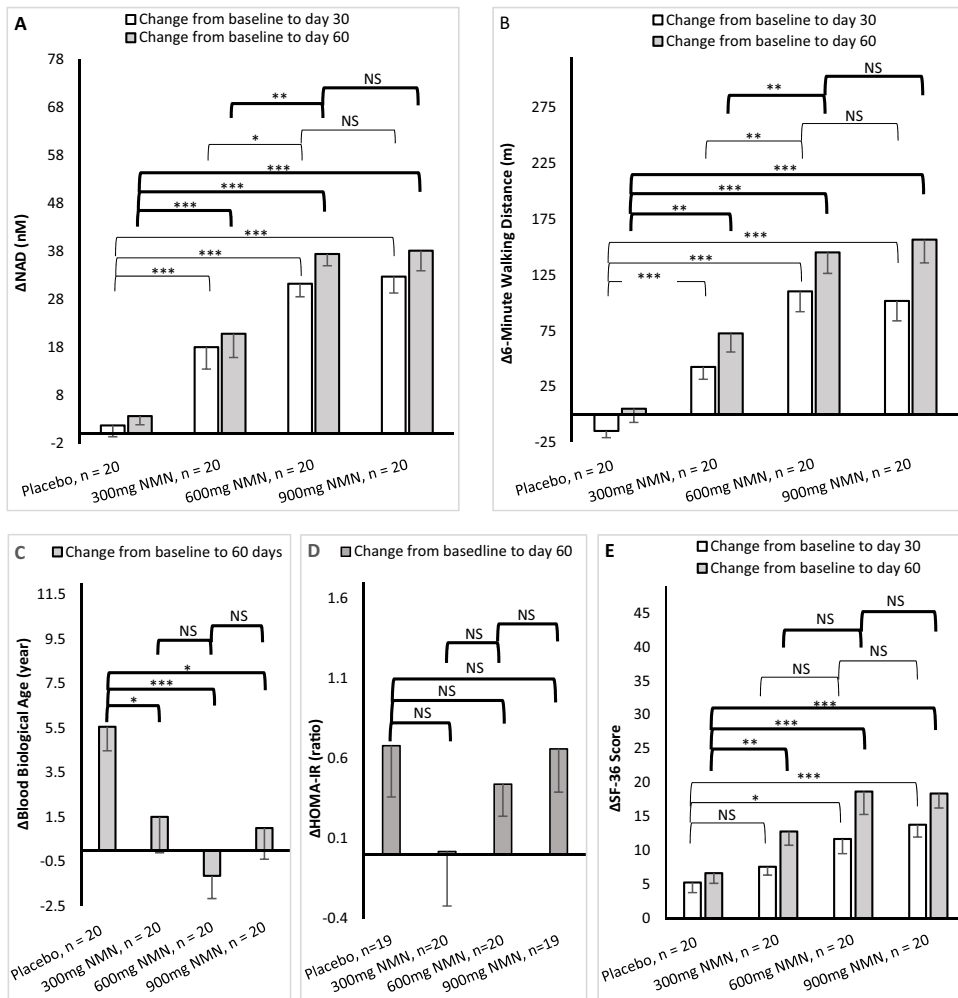 A
Change from baseline to day 30
Change from baseline to day 60
78
68
58
48
38
28
18
8
-2
ΔNAD (nM)
NS
**
NS
*
***
***
***
***
***
***
Placebo, n = 20
300mg NMN, n = 20
600mg NMN, n = 20
900mg NMN, n = 20
B
Change from baseline to day 30
Change from baseline to day 60
275
225
175
125
75
25
-25
Δ6-Minute Walking Distance (m)
NS
**
NS
**
***
***
**
***
***
***
Placebo, n = 20
300mg NMN, n = 20
600mg NMN, n = 20
900mg NMN, n = 20
C
Change from baseline to 60 days
11.5
9.5
7.5
5.5
3.5
1.5
-0.5
-2.5
ΔBlood Biological Age (year)
NS
NS
*
***
*
Placebo, n = 20
300mg NMN, n = 20
600mg NMN, n = 20
900mg NMN, n = 20
D
Change from basedline to day 60
1.6
1.1
0.6
0.1
-0.4
ΔHOMA-IR (ratio)
NS
NS
NS
NS
NS
Placebo, n=19
300mg NMN, n=20
600mg NMN, n=20
900mg NMN, n=19
E
Change from baseline to day 30
Change from baseline to day 60
45
40
35
30
25
20
15
10
5
0
ΔSF-36 Score
NS
NS
NS
NS
***
***
**
***
*
NS
Placebo, n = 20
300mg NMN, n = 20
600mg NMN, n = 20
900mg NMN, n = 20